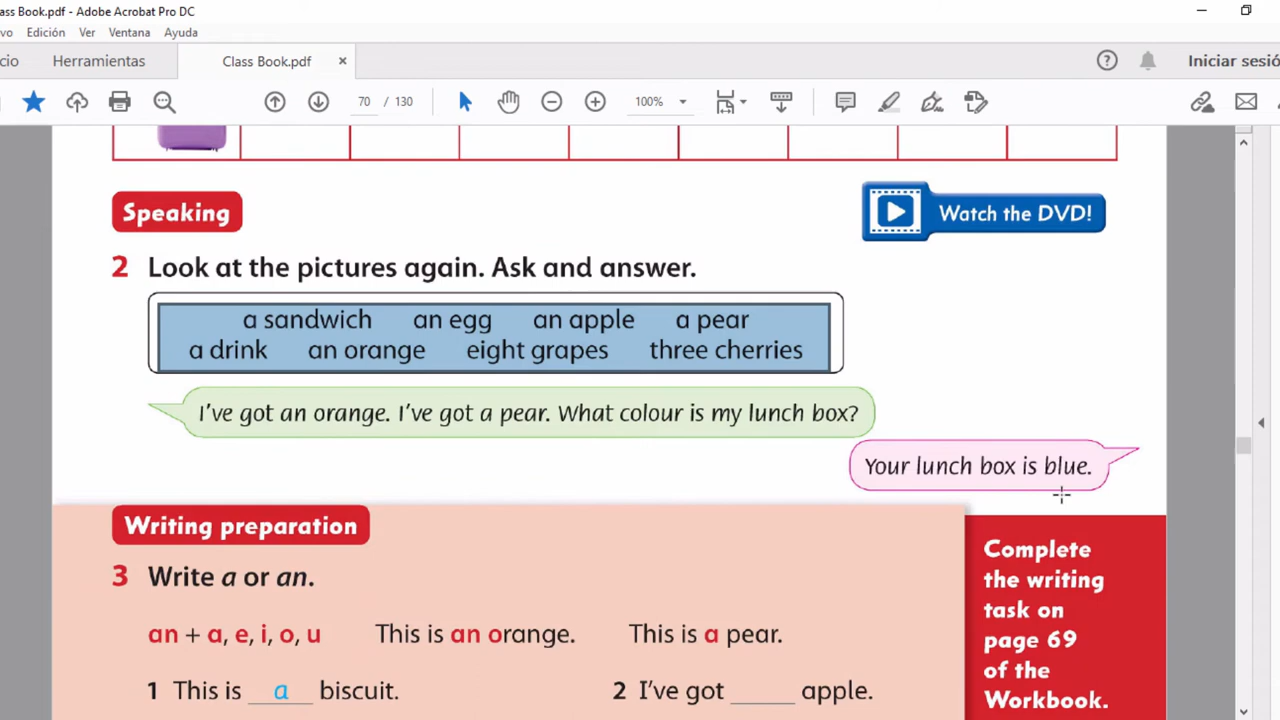 ass Book.pdf - Adobe Acrobat Pro DC
vo Edición Ver Ventana Ayuda
cio Herramientas Class Book.pdf × ? Iniciar sesió
70 / 130 100%
Speaking
Watch the DVD!
2 Look at the pictures again. Ask and answer.
a sandwich an egg an apple a pear
a drink an orange eight grapes three cherries
I've got an orange. I've got a pear. What colour is my lunch box?
Your lunch box is blue.
Writing preparation
3 Write a or an.
an + a, e, i, o, u This is an orange. This is a pear.
1 This is a biscuit. 2 I've got ____ apple.
Complete
the writing
task on
page 69
of the
Workbook.